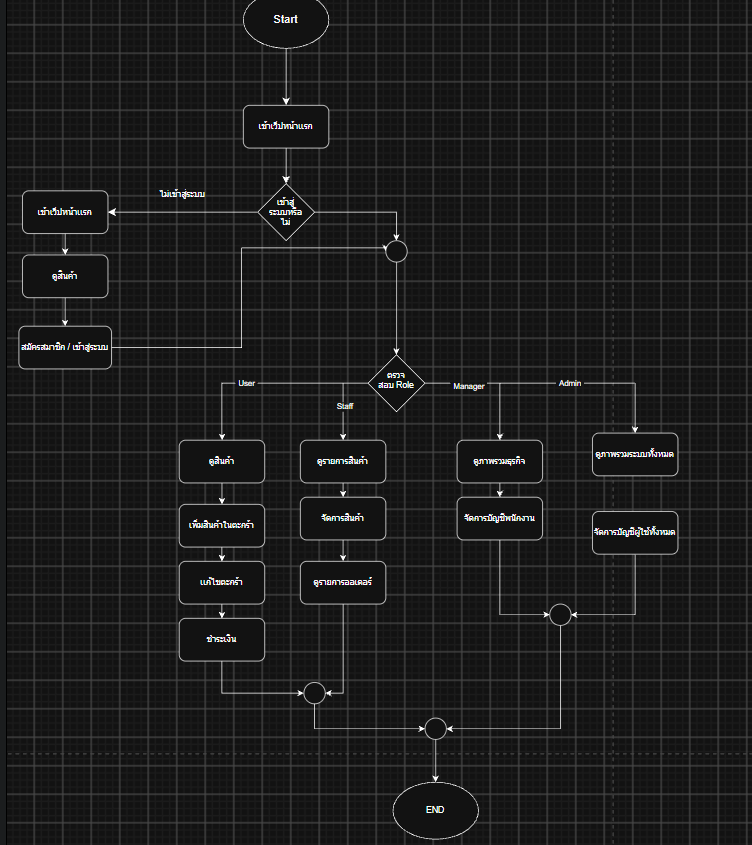 Start
เข้าเว็ปหน้าแรก
ไม่เข้าสู่ระบบ
เข้าสู่
ระบบหรือ
ไม่
เข้าเว็ปหน้าแรก
ดูสินค้า
สมัครสมาชิก / เข้าสู่ระบบ
ตรวจ
สอบ Role
User
Staff
Manager
Admin
ดูสินค้า
ดูรายการสินค้า
ดูภาพรวมธุรกิจ
ดูภาพรวมระบบทั้งหมด
เพิ่มสินค้าในตะกร้า
จัดการสินค้า
จัดการบัญชีพนักงาน
จัดการบัญชีผู้ใช้ทั้งหมด
แก้ไขตะกร้า
ดูรายการออเดอร์
ชำระเงิน
END